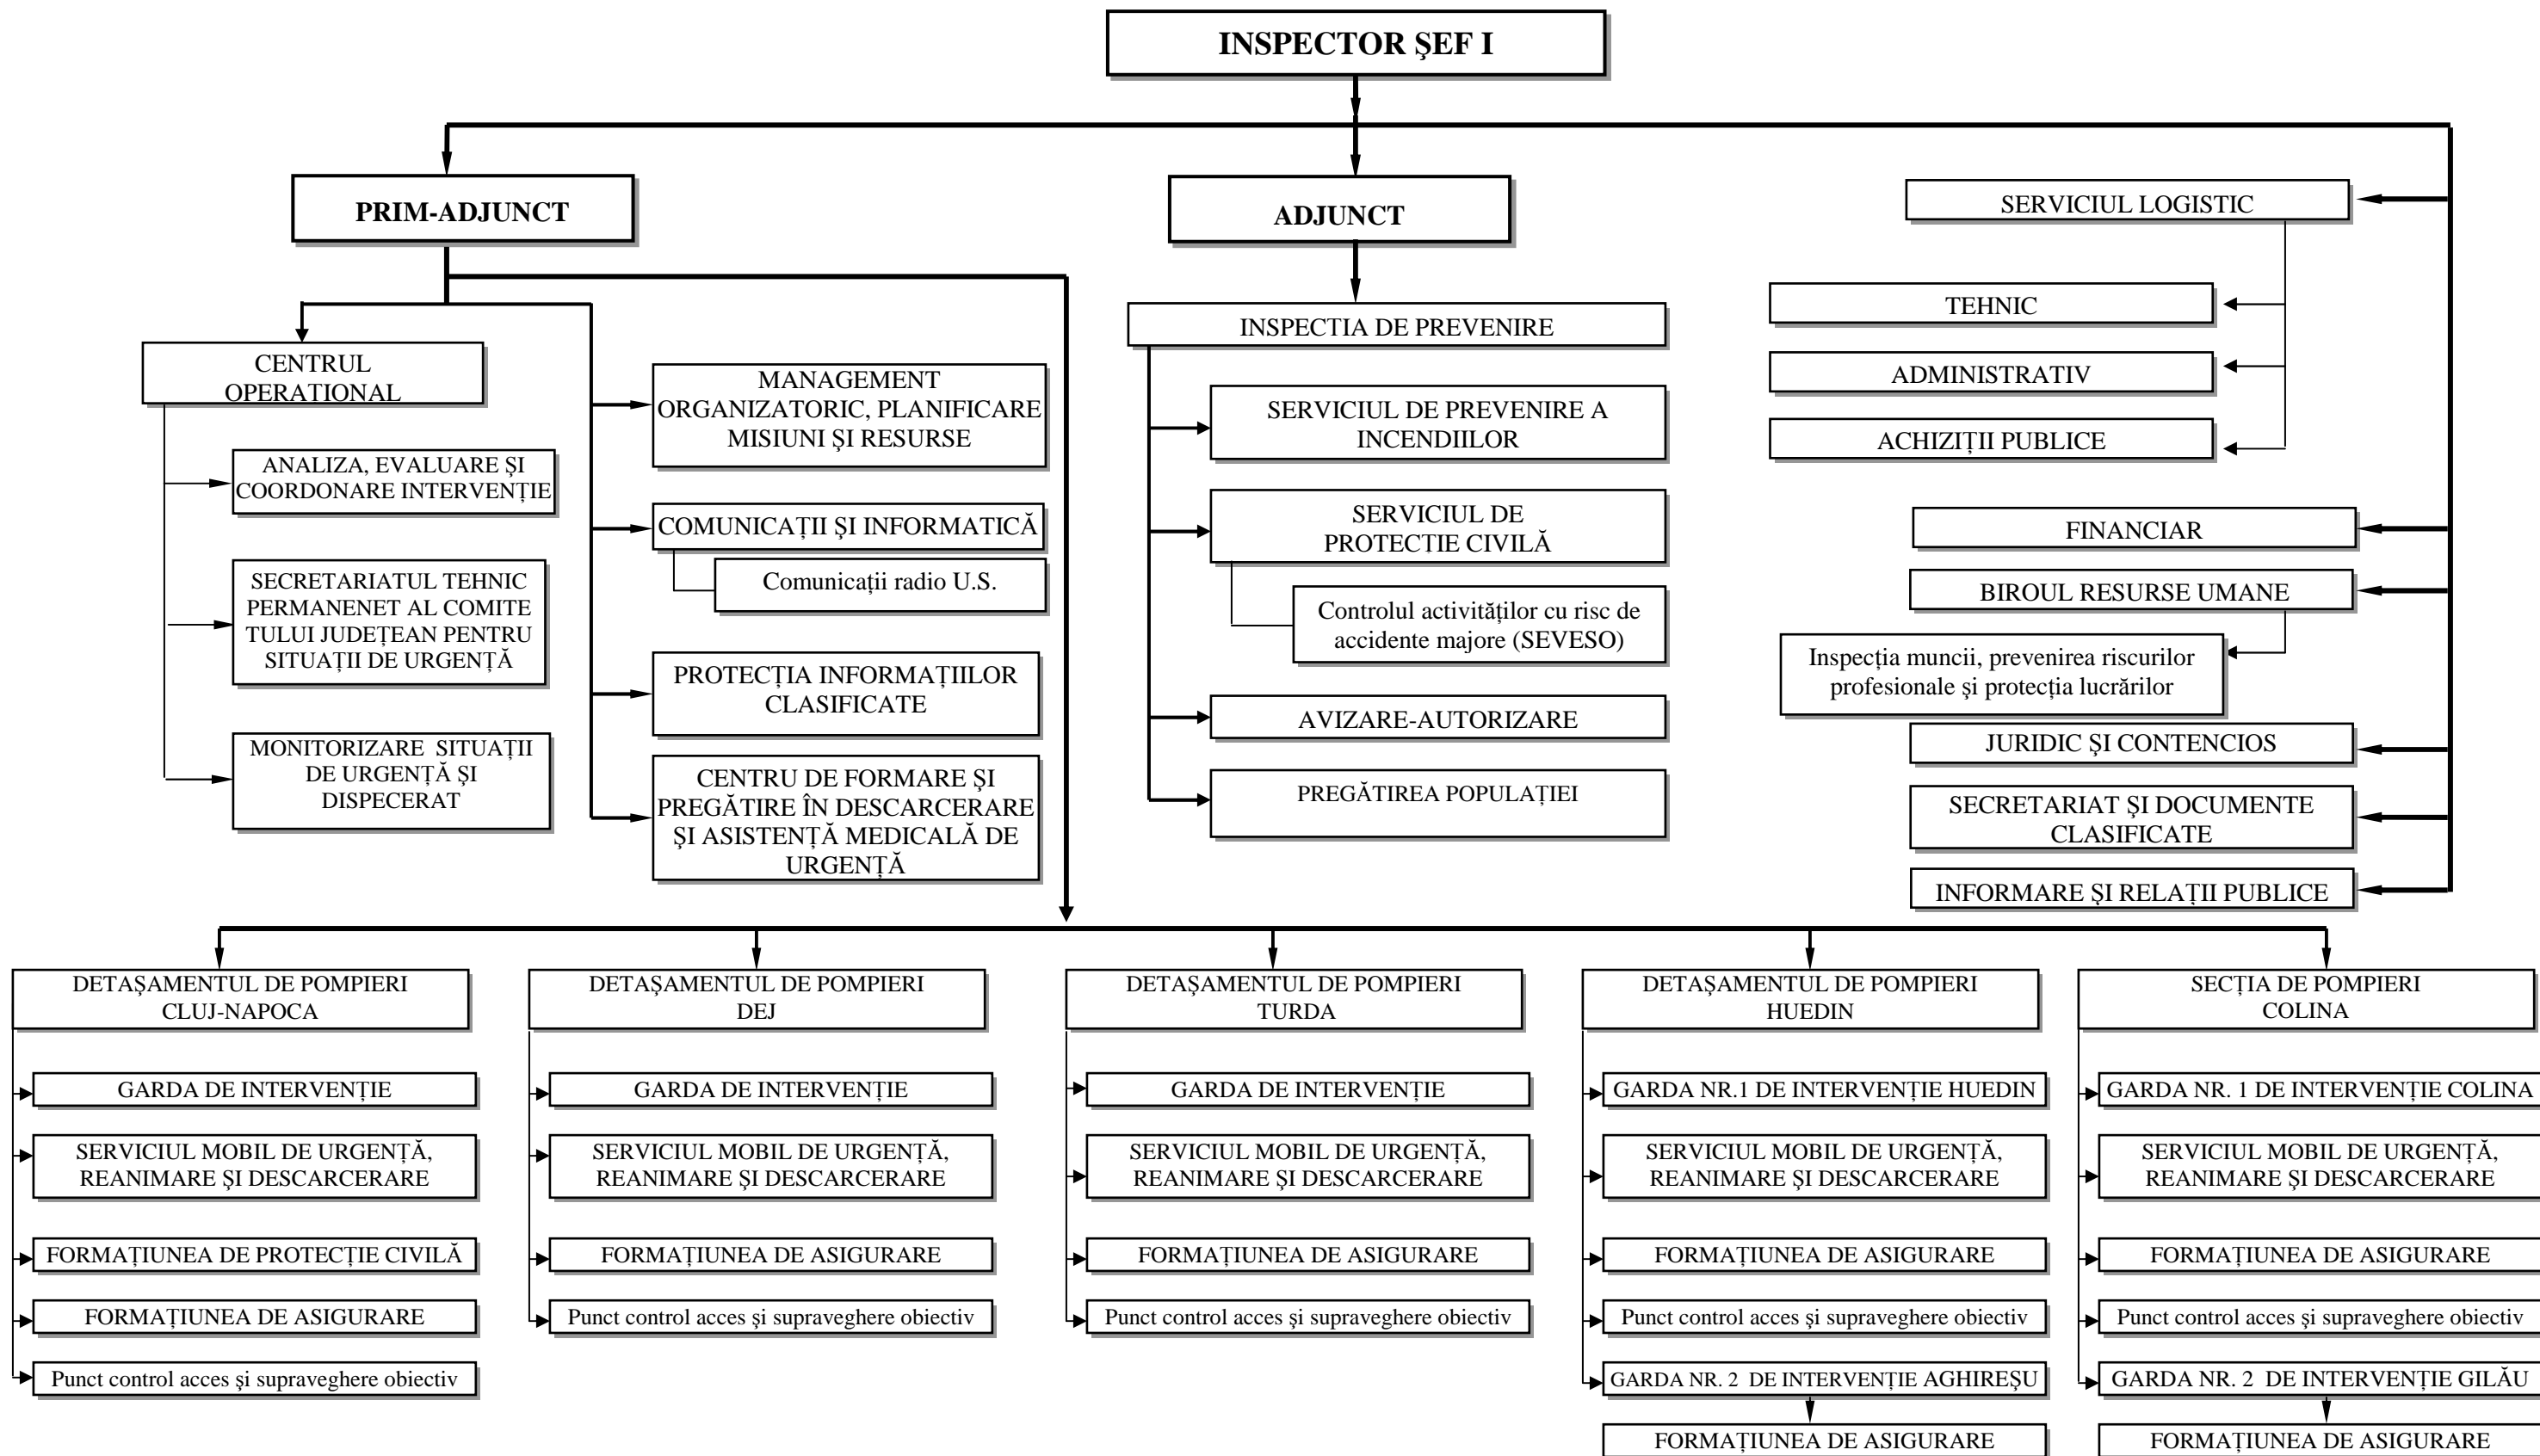 INSPECTOR ŞEF I
PRIM-ADJUNCT
ADJUNCT
SERVICIUL LOGISTIC
TEHNIC
ADMINISTRATIV
ACHIZIŢII PUBLICE
CENTRUL
OPERATIONAL
ANALIZA, EVALUARE ŞI
COORDONARE INTERVENŢIE
SECRETARIATUL TEHNIC
PERMANENET AL COMITE
TULUI JUDEŢEAN PENTRU
SITUAŢII DE URGENŢĂ
MONITORIZARE SITUAŢII
DE URGENŢĂ ŞI
DISPECERAT
MANAGEMENT
ORGANIZATORIC, PLANIFICARE
MISIUNI ŞI RESURSE
COMUNICAŢII ŞI INFORMATICĂ
Comunicaţii radio U.S.
PROTECŢIA INFORMAŢIILOR
CLASIFICATE
CENTRU DE FORMARE ŞI
PREGĂTIRE ÎN DESCARCERARE
ŞI ASISTENŢĂ MEDICALĂ DE
URGENŢĂ
INSPECTIA DE PREVENIRE
SERVICIUL DE PREVENIRE A
INCENDIILOR
SERVICIUL DE
PROTECTIE CIVILĂ
Controlul activităţilor cu risc de
accidente majore (SEVESO)
AVIZARE-AUTORIZARE
PREGĂTIREA POPULAŢIEI
FINANCIAR
BIROUL RESURSE UMANE
Inspecţia muncii, prevenirea riscurilor
profesionale şi protecţia lucrărilor
JURIDIC ŞI CONTENCIOS
SECRETARIAT ŞI DOCUMENTE
CLASIFICATE
INFORMARE ŞI RELAŢII PUBLICE
DETAŞAMENTUL DE POMPIERI
CLUJ-NAPOCA
GARDA DE INTERVENŢIE
SERVICIUL MOBIL DE URGENŢĂ,
REANIMARE ŞI DESCARCERARE
FORMAŢIUNEA DE PROTECŢIE CIVILĂ
FORMAŢIUNEA DE ASIGURARE
Punct control acces şi supraveghere obiectiv
DETAŞAMENTUL DE POMPIERI
DEJ
GARDA DE INTERVENŢIE
SERVICIUL MOBIL DE URGENŢĂ,
REANIMARE ŞI DESCARCERARE
FORMAŢIUNEA DE ASIGURARE
Punct control acces şi supraveghere obiectiv
DETAŞAMENTUL DE POMPIERI
TURDA
GARDA DE INTERVENŢIE
SERVICIUL MOBIL DE URGENŢĂ,
REANIMARE ŞI DESCARCERARE
FORMAŢIUNEA DE ASIGURARE
Punct control acces şi supraveghere obiectiv
DETAŞAMENTUL DE POMPIERI
HUEDIN
GARDA NR.1 DE INTERVENŢIE HUEDIN
SERVICIUL MOBIL DE URGENŢĂ,
REANIMARE ŞI DESCARCERARE
FORMAŢIUNEA DE ASIGURARE
Punct control acces şi supraveghere obiectiv
GARDA NR. 2 DE INTERVENŢIE AGHIREŞU
FORMAŢIUNEA DE ASIGURARE
SECŢIA DE POMPIERI
COLINA
GARDA NR. 1 DE INTERVENŢIE COLINA
SERVICIUL MOBIL DE URGENŢĂ,
REANIMARE ŞI DESCARCERARE
FORMAŢIUNEA DE ASIGURARE
Punct control acces şi supraveghere obiectiv
GARDA NR. 2 DE INTERVENŢIE GILĂU
FORMAŢIUNEA DE ASIGURARE